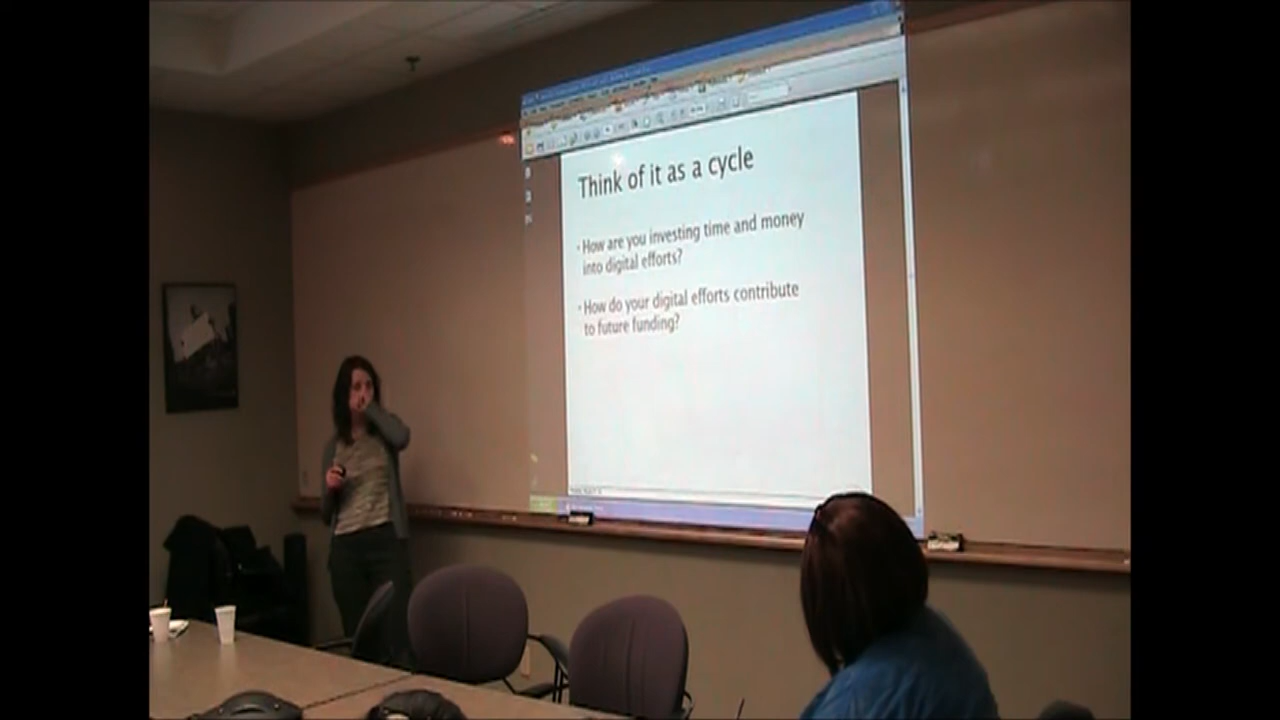 Think of it as a cycle
· How are you investing time and money
into digital efforts?
· How do your digital efforts contribute
to future funding?